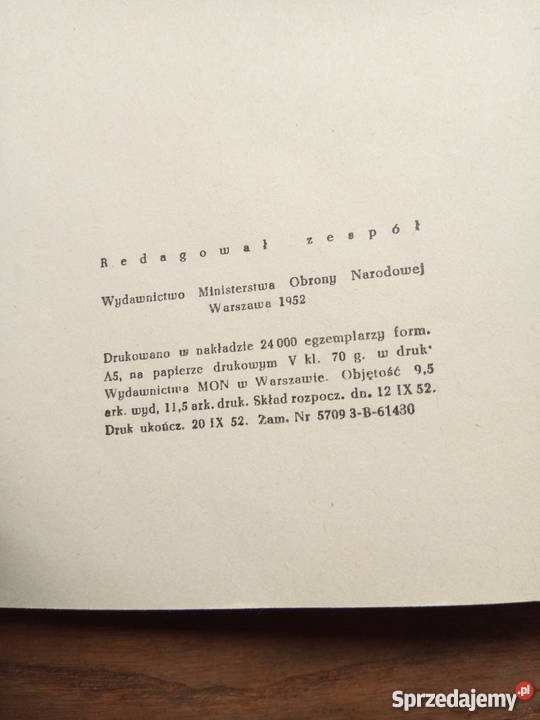 Redagował zespół
Wydawnictwo Ministerstwa Obrony Narodowej
Warszawa 1952
Drukowano w nakładzie 24 000 egzemplarzy form.
A5, na papierze drukowym V kl. 70 g. w druk.
Wydawnictwa MON w Warszawie. Objętość 9,5
ark. wyd, 11,5 ark. druk. Skład rozpocz. dn. 12 IX 52.
Druk ukończ. 20 IX 52. Zam. Nr 5709 3-B-61430
Sprzedajemy.pl